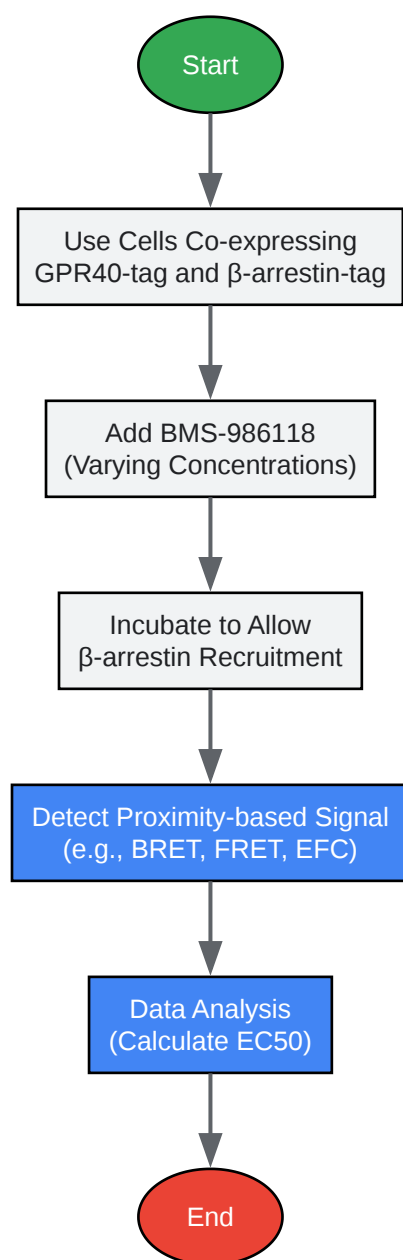 Start
Use Cells Co-expressing
GPR40-tag and β-arrestin-tag
Add BMS-986118
(Varying Concentrations)
Incubate to Allow
β-arrestin Recruitment
Detect Proximity-based Signal
(e.g., BRET, FRET, EFC)
Data Analysis
(Calculate EC50)
End